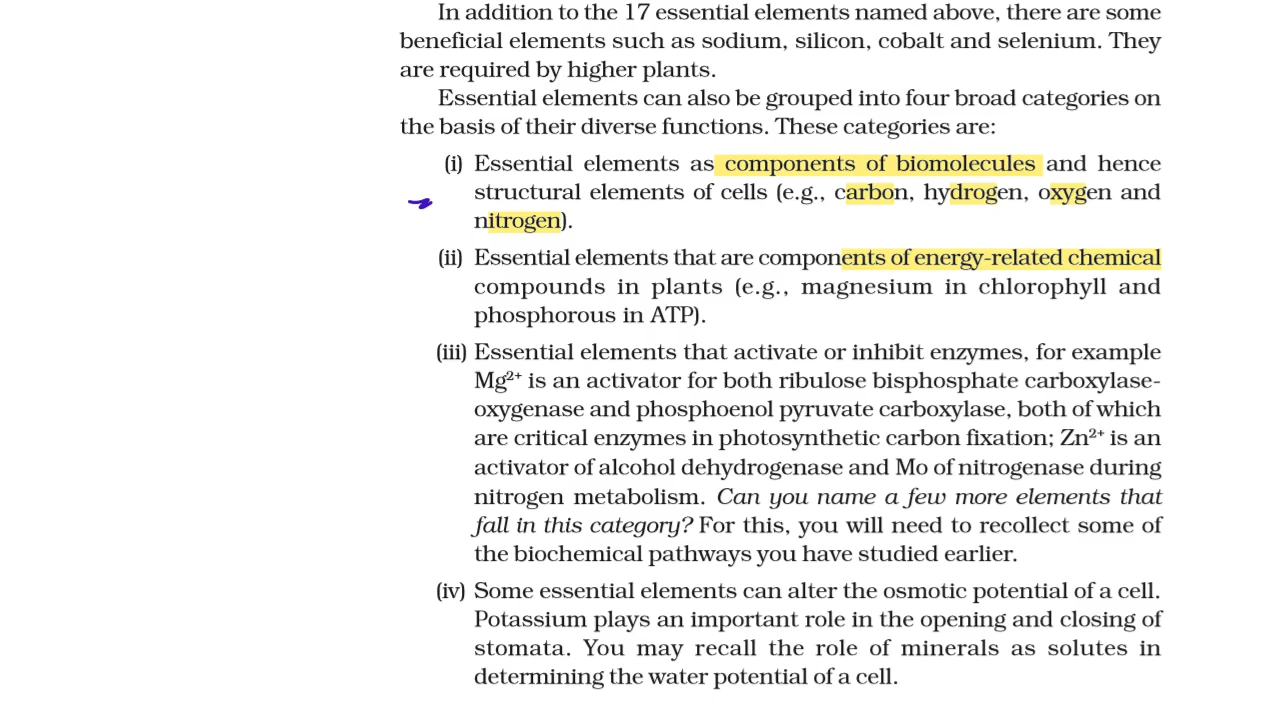 In addition to the 17 essential elements named above, there are some
beneficial elements such as sodium, silicon, cobalt and selenium. They
are required by higher plants.
Essential elements can also be grouped into four broad categories on
the basis of their diverse functions. These categories are:
(i) Essential elements as components of biomolecules and hence
structural elements of cells (e.g., carbon, hydrogen, oxygen and
nitrogen).
(ii) Essential elements that are components of energy-related chemical
compounds in plants (e.g., magnesium in chlorophyll and
phosphorous in ATP).
(iii) Essential elements that activate or inhibit enzymes, for example
Mg²⁺ is an activator for both ribulose bisphosphate carboxylase-
oxygenase and phosphoenol pyruvate carboxylase, both of which
are critical enzymes in photosynthetic carbon fixation; Zn²⁺ is an
activator of alcohol dehydrogenase and Mo of nitrogenase during
nitrogen metabolism. Can you name a few more elements that
fall in this category? For this, you will need to recollect some of
the biochemical pathways you have studied earlier.
(iv) Some essential elements can alter the osmotic potential of a cell.
Potassium plays an important role in the opening and closing of
stomata. You may recall the role of minerals as solutes in
determining the water potential of a cell.